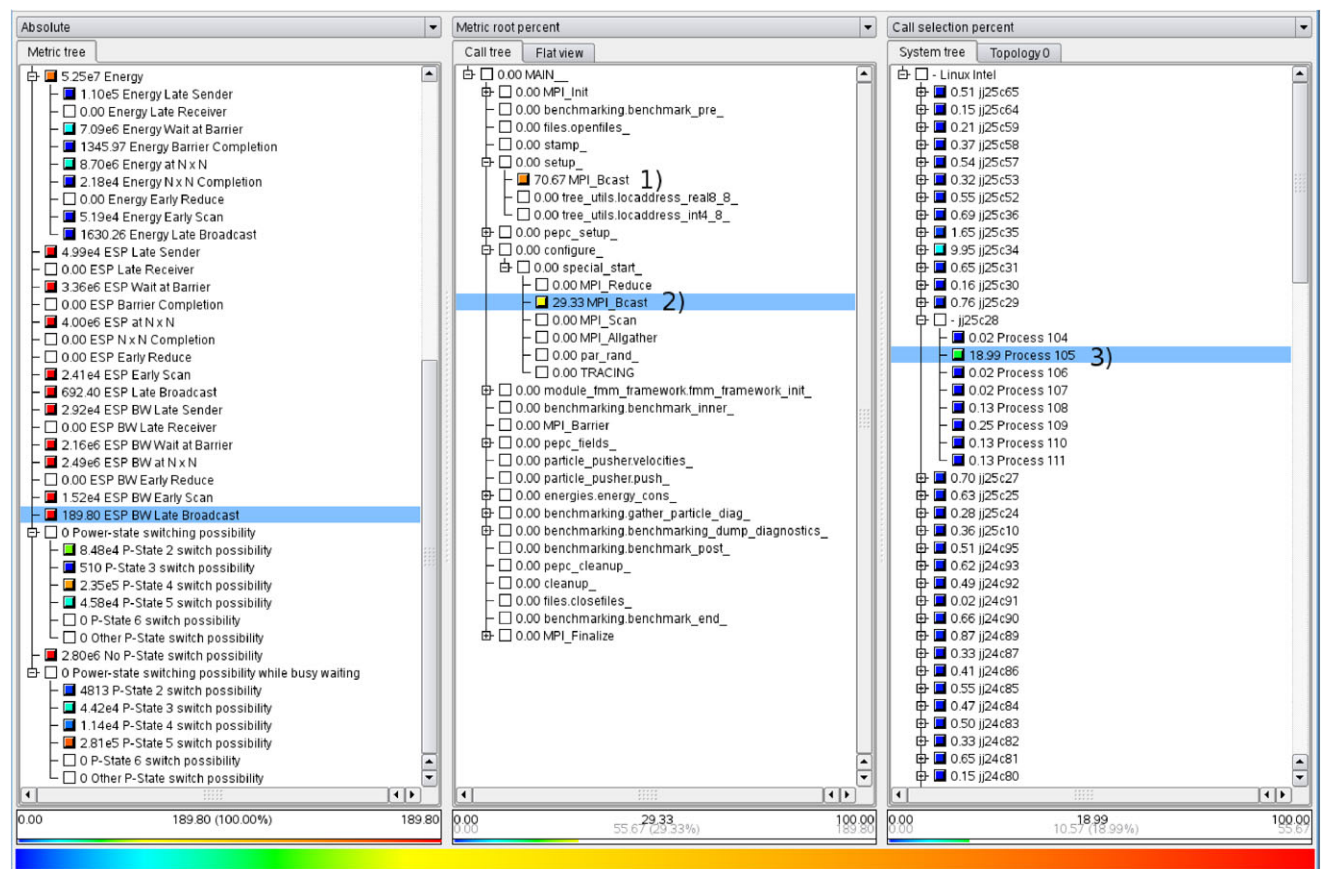 Absolute
Metric tree
5.25e7 Energy
1.10e5 Energy Late Sender
0.00 Energy Late Receiver
7.09e6 Energy Wait at Barrier
1345.97 Energy Barrier Completion
8.70e6 Energy at N x N
2.18e4 Energy N x N Completion
0.00 Energy Early Reduce
5.19e4 Energy Early Scan
1630.26 Energy Late Broadcast
4.99e4 ESP Late Sender
0.00 ESP Late Receiver
3.36e6 ESP Wait at Barrier
0.00 ESP Barrier Completion
4.00e6 ESP at N x N
0.00 ESP N x N Completion
0.00 ESP Early Reduce
2.41e4 ESP Early Scan
692.40 ESP Late Broadcast
2.92e4 ESP BW Late Sender
0.00 ESP BW Late Receiver
2.16e6 ESP BW Wait at Barrier
2.49e6 ESP BW at N x N
0.00 ESP BW Early Reduce
1.52e4 ESP BW Early Scan
189.80 ESP BW Late Broadcast
0 Power-state switching possibility
8.48e4 P-State 2 switch possibility
510 P-State 3 switch possibility
2.35e5 P-State 4 switch possibility
4.58e4 P-State 5 switch possibility
0 P-State 6 switch possibility
0 Other P-State switch possibility
2.80e6 No P-State switch possibility
0 Power-state switching possibility while busy waiting
4813 P-State 2 switch possibility
4.42e4 P-State 3 switch possibility
1.14e4 P-State 4 switch possibility
2.81e5 P-State 5 switch possibility
0 P-State 6 switch possibility
0 Other P-State switch possibility
0.00 189.80 (100.00%) 189.80
Metric root percent
Call tree Flat view
0.00 MAIN__
0.00 MPI_Init
0.00 benchmarking.benchmark_pre_
0.00 files.openfiles_
0.00 stamp_
0.00 setup_
70.67 MPI_Bcast 1)
0.00 tree_utils.locaddress_real8_8_
0.00 tree_utils.locaddress_int4_8_
0.00 pepc_setup_
0.00 configure_
0.00 special_start_
0.00 MPI_Reduce
29.33 MPI_Bcast 2)
0.00 MPI_Scan
0.00 MPI_Allgather
0.00 par_rand_
0.00 TRACING
0.00 module_fmm_framework.fmm_framework_init_
0.00 benchmarking.benchmark_inner_
0.00 MPI_Barrier
0.00 pepc_fields_
0.00 particle_pusher.velocities_
0.00 particle_pusher.push_
0.00 energies.energy_cons_
0.00 benchmarking.gather_particle_diag_
0.00 benchmarking.benchmarking_dump_diagnostics_
0.00 benchmarking.benchmark_post_
0.00 pepc_cleanup_
0.00 cleanup_
0.00 files.closefiles_
0.00 benchmarking.benchmark_end_
0.00 MPI_Finalize
0.00 29.33 100.00
0.00 55.67 (29.33%) 189.80
Call selection percent
System tree Topology 0
- Linux Intel
0.51 jj25c65
0.15 jj25c64
0.21 jj25c59
0.37 jj25c58
0.54 jj25c57
0.32 jj25c53
0.55 jj25c52
0.69 jj25c36
1.65 jj25c35
9.95 jj25c34
0.65 jj25c31
0.16 jj25c30
0.76 jj25c29
- jj25c28
0.02 Process 104
18.99 Process 105 3)
0.02 Process 106
0.02 Process 107
0.13 Process 108
0.25 Process 109
0.13 Process 110
0.13 Process 111
0.70 jj25c27
0.63 jj25c25
0.28 jj25c24
0.36 jj25c10
0.51 jj24c95
0.62 jj24c93
0.49 jj24c92
0.02 jj24c91
0.66 jj24c90
0.87 jj24c89
0.33 jj24c87
0.41 jj24c86
0.55 jj24c85
0.47 jj24c84
0.50 jj24c83
0.33 jj24c82
0.65 jj24c81
0.15 jj24c80
0.00 18.99 100.00
0.00 10.57 (18.99%) 55.67